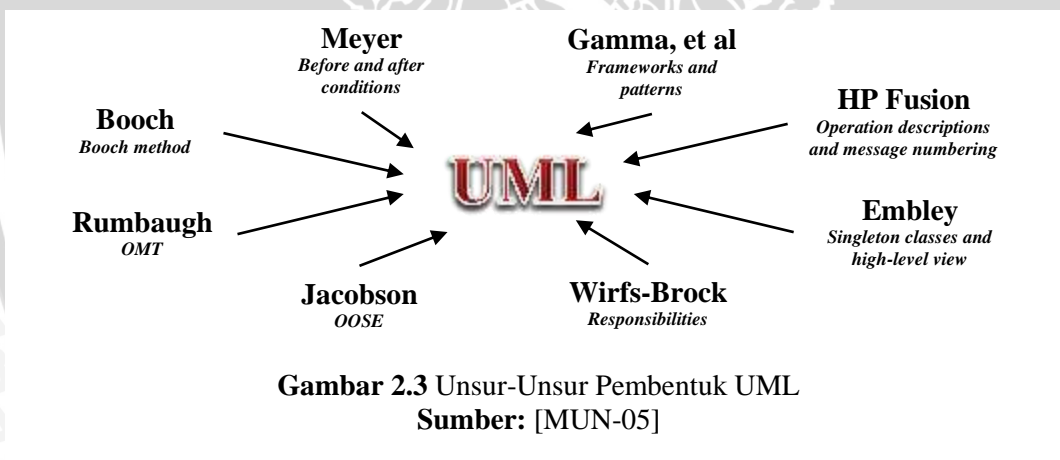 Meyer
Before and after
conditions
Gamma, et al
Frameworks and
patterns
HP Fusion
Operation descriptions
and message numbering
Booch
Booch method
UML
Rumbaugh
OMT
Embley
Singleton classes and
high-level view
Jacobson
OOSE
Wirfs-Brock
Responsibilities
Gambar 2.3 Unsur-Unsur Pembentuk UML
Sumber: [MUN-05]